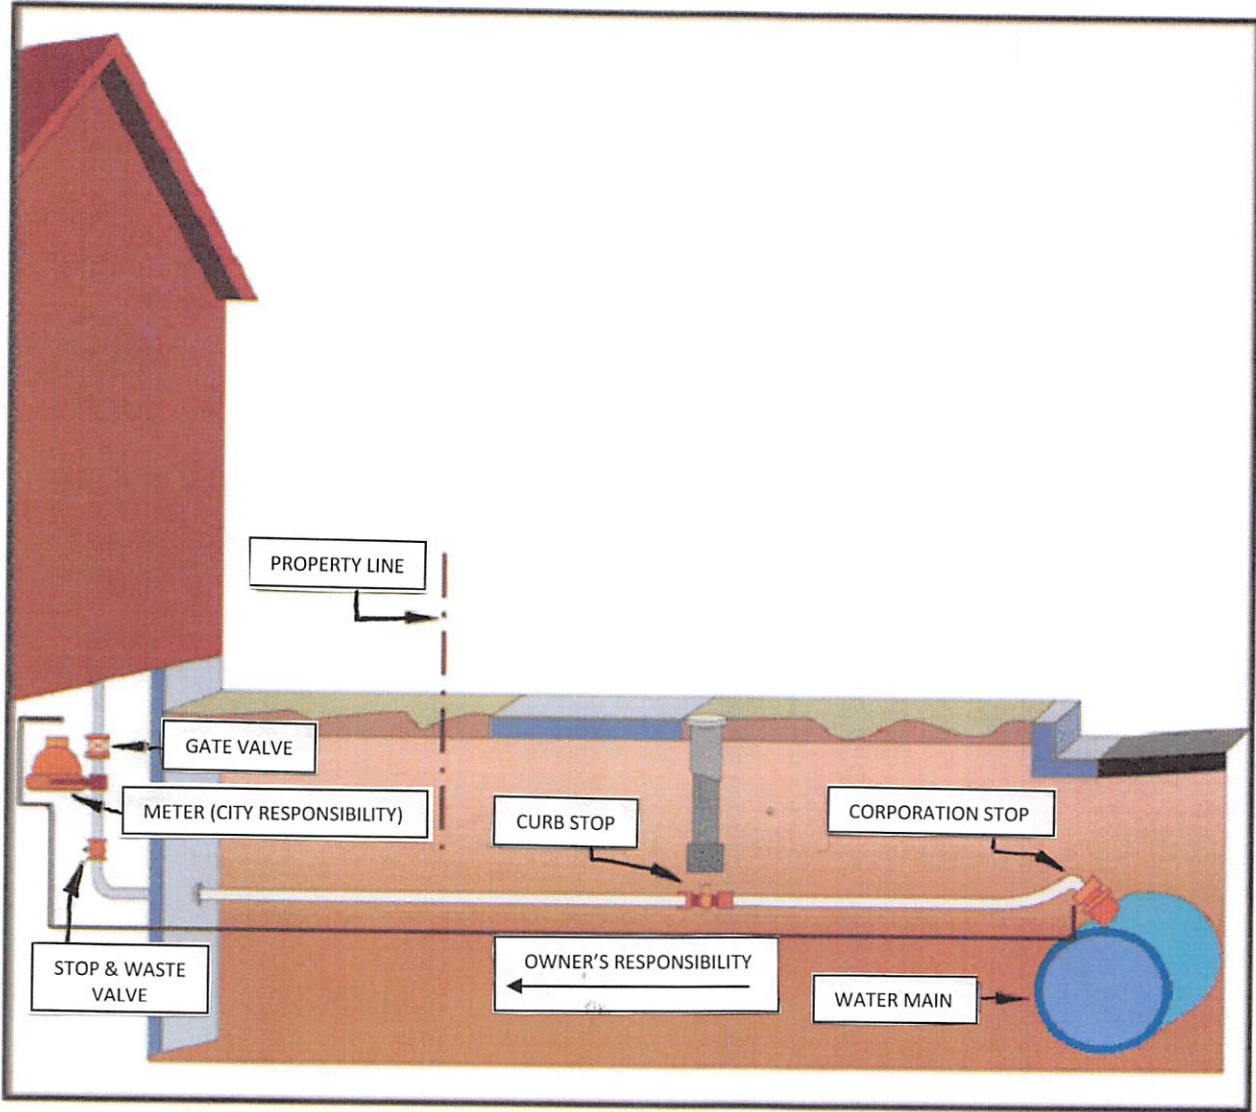 PROPERTY LINE
GATE VALVE
METER (CITY RESPONSIBILITY)
CURB STOP
CORPORATION STOP
STOP & WASTE
VALVE
OWNER'S RESPONSIBILITY
WATER MAIN